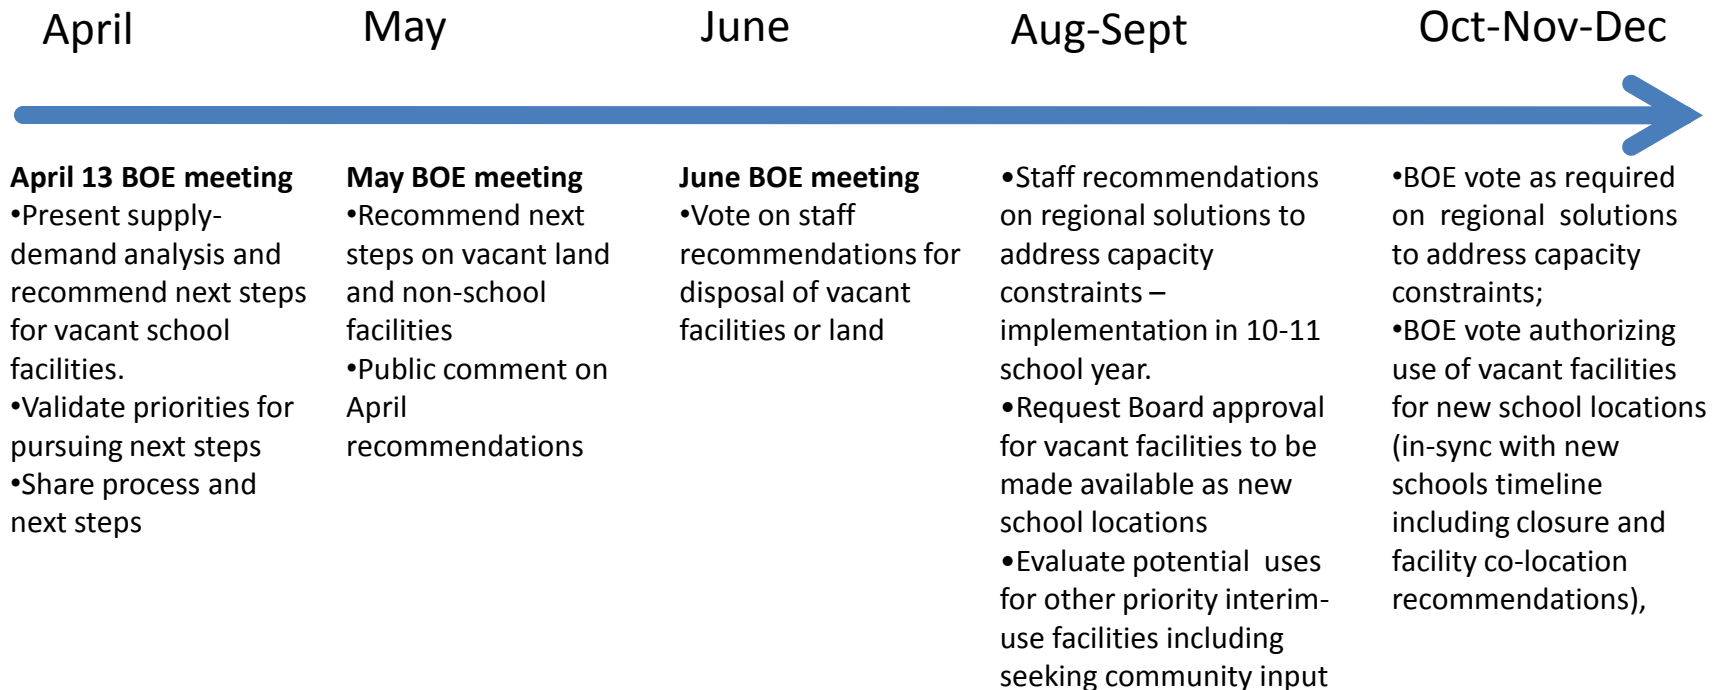 April
May
June
Aug-Sept
Oct-Nov-Dec
April 13 BOE meeting
•Present supply-
demand analysis and
recommend next steps
for vacant school
facilities.
•Validate priorities for
pursuing next steps
•Share process and
next steps
May BOE meeting
•Recommend next
steps on vacant land
and non-school
facilities
•Public comment on
April
recommendations
June BOE meeting
•Vote on staff
recommendations for
disposal of vacant
facilities or land
•Staff recommendations
on regional solutions to
address capacity
constraints –
implementation in 10-11
school year.
•Request Board approval
for vacant facilities to be
made available as new
school locations
•Evaluate potential  uses
for other priority interim-
use facilities including
seeking community input
•BOE vote as required
on  regional  solutions
to address capacity
constraints;
•BOE vote authorizing
use of vacant facilities
for new school locations
(in-sync with new
schools timeline
including closure and
facility co-location
recommendations),